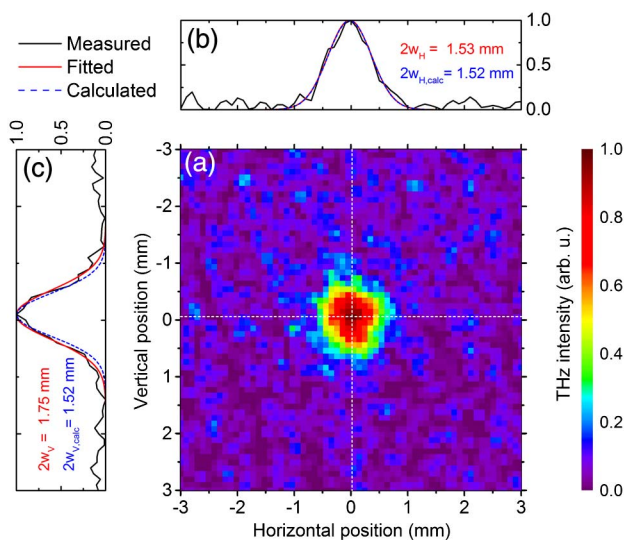 Measured
Fitted
Calculated
(b)
2w_H = 1.53 mm
2w_H,calc = 1.52 mm
1.0
0.5
0.0
1.0
0.5
0.0
(c)
2w_V = 1.75 mm
2w_V,calc = 1.52 mm
(a)
-3
-2
-1
0
1
2
3
Vertical position (mm)
-3
-2
-1
0
1
2
3
Horizontal position (mm)
1.0
0.8
0.6
0.4
0.2
0.0
THz intensity (arb. u.)